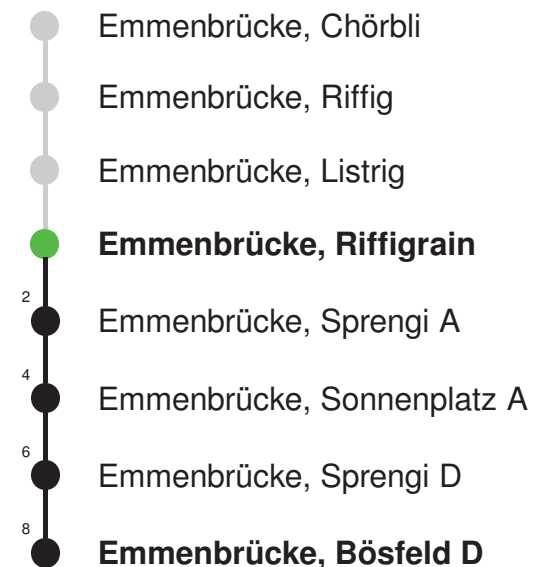 Emmenbrücke, Chörbli
Emmenbrücke, Riffig
Emmenbrücke, Listrig
Emmenbrücke, Riffigrain
2 Emmenbrücke, Sprengi A
4 Emmenbrücke, Sonnenplatz A
6 Emmenbrücke, Sprengi D
8 Emmenbrücke, Bösfeld D